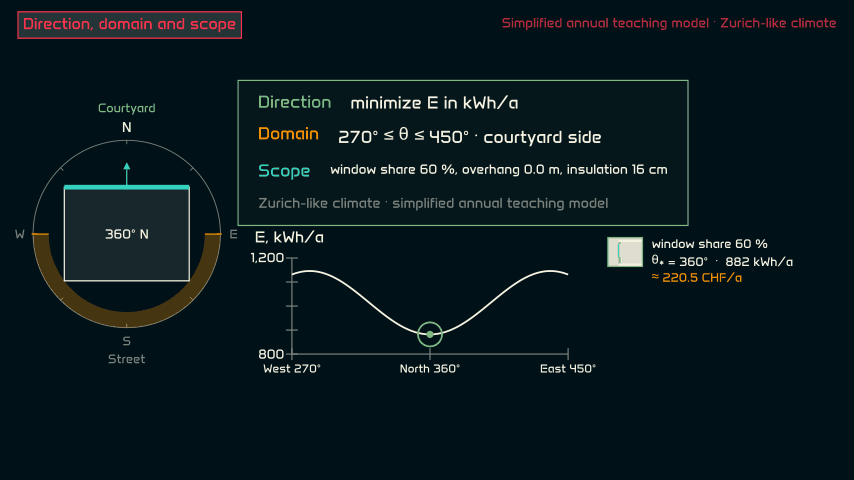 Direction, domain and scope
Simplified annual teaching model · Zurich-like climate
Courtyard
N
W
E
360° N
S
Street
Direction minimize E in kWh/a
Domain 270° ≤ θ ≤ 450° · courtyard side
Scope window share 60 %, overhang 0.0 m, insulation 16 cm
Zurich-like climate · simplified annual teaching model
E, kWh/a
1,200
800
West 270° North 360° East 450°
window share 60 %
θ* = 360° · 882 kWh/a
≈ 220.5 CHF/a